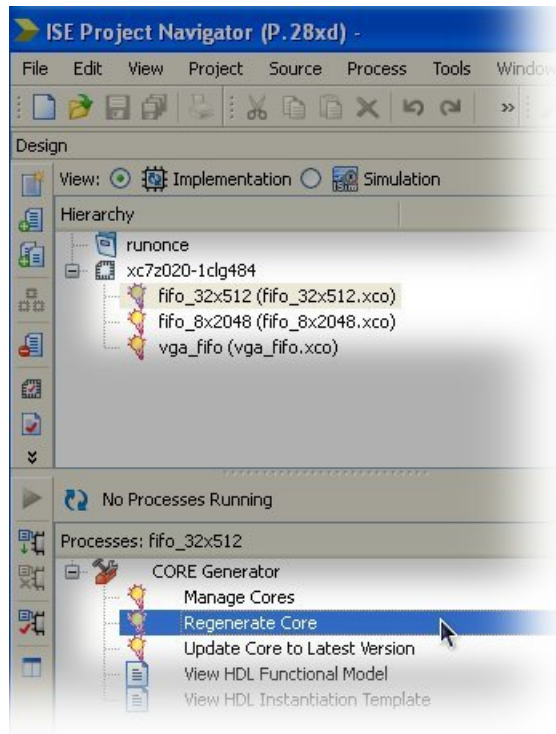 ISE Project Navigator (P.28xd) -
File Edit View Project Source Process Tools Window
»
Design
View: Implementation Simulation
Hierarchy
runonce
xc7z020-1clg484
fifo_32x512 (fifo_32x512.xco)
fifo_8x2048 (fifo_8x2048.xco)
vga_fifo (vga_fifo.xco)
No Processes Running
Processes: fifo_32x512
CORE Generator
Manage Cores
Regenerate Core
Update Core to Latest Version
View HDL Functional Model
View HDL Instantiation Template